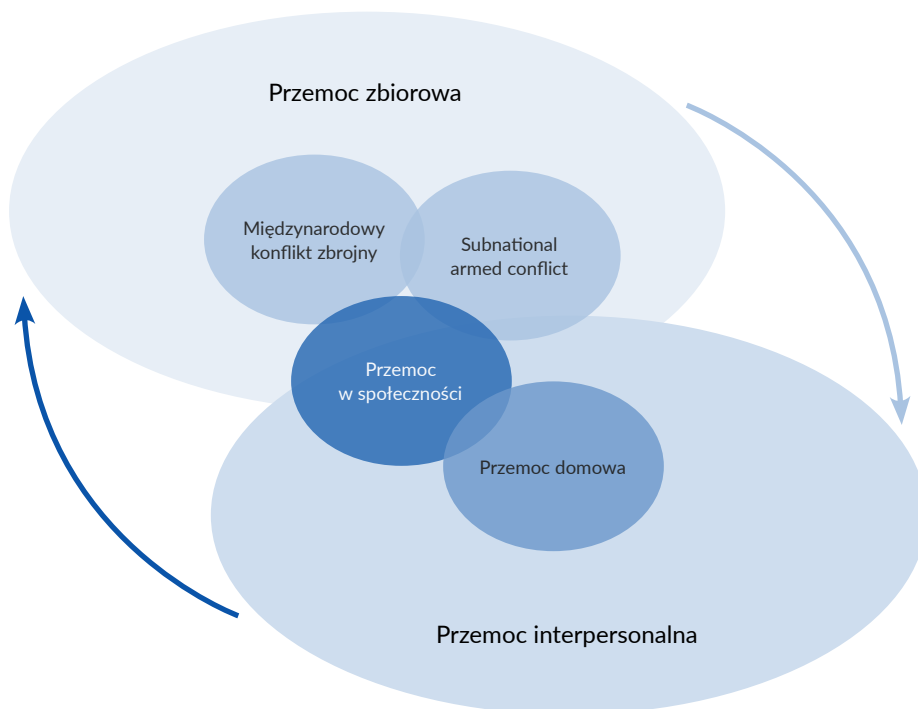 Przemoc zbiorowa
Międzynarodowy
konflikt zbrojny
Subnational
armed conflict
Przemoc
w społeczności
Przemoc domowa
Przemoc interpersonalna